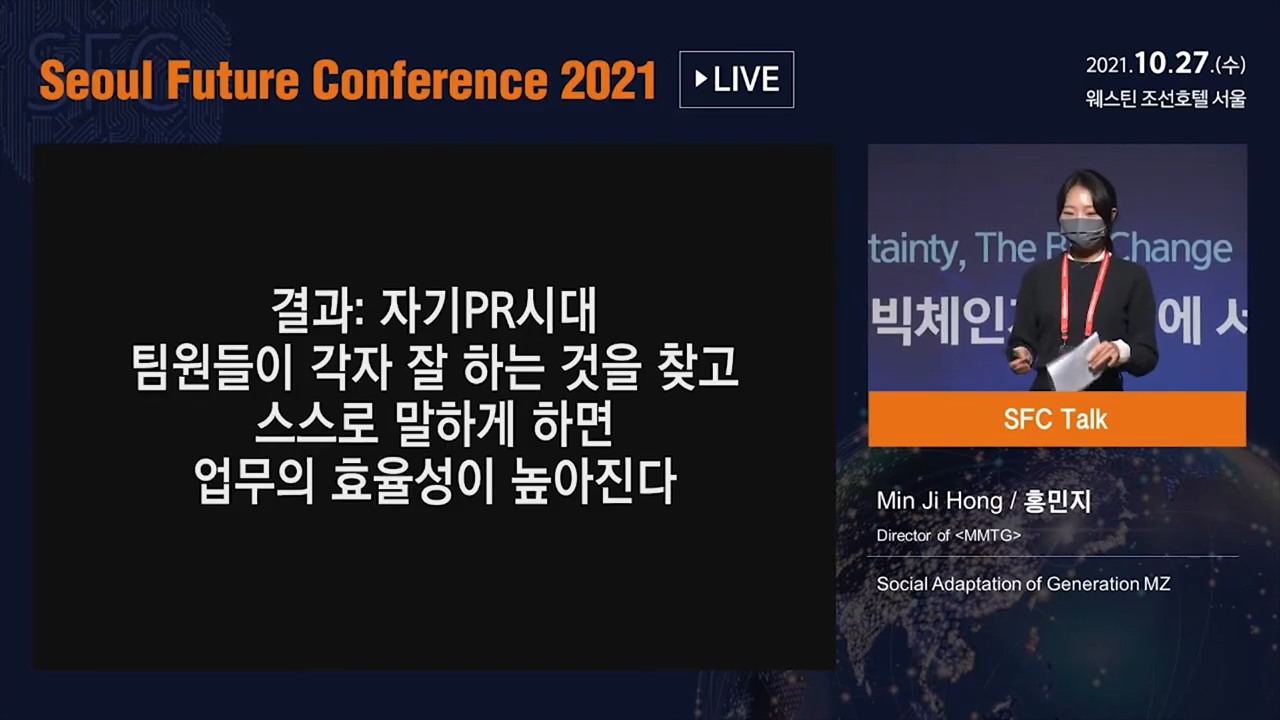 Seoul Future Conference 2021
LIVE
2021.10.27.(수)
웨스틴 조선호텔 서울
결과: 자기PR시대
팀원들이 각자 잘 하는 것을 찾고
스스로 말하게 하면
업무의 효율성이 높아진다
tainty, The B Change
빅체인 에 서
SFC Talk
Min Ji Hong / 홍민지
Director of <MMTG>
Social Adaptation of Generation MZ
SFC